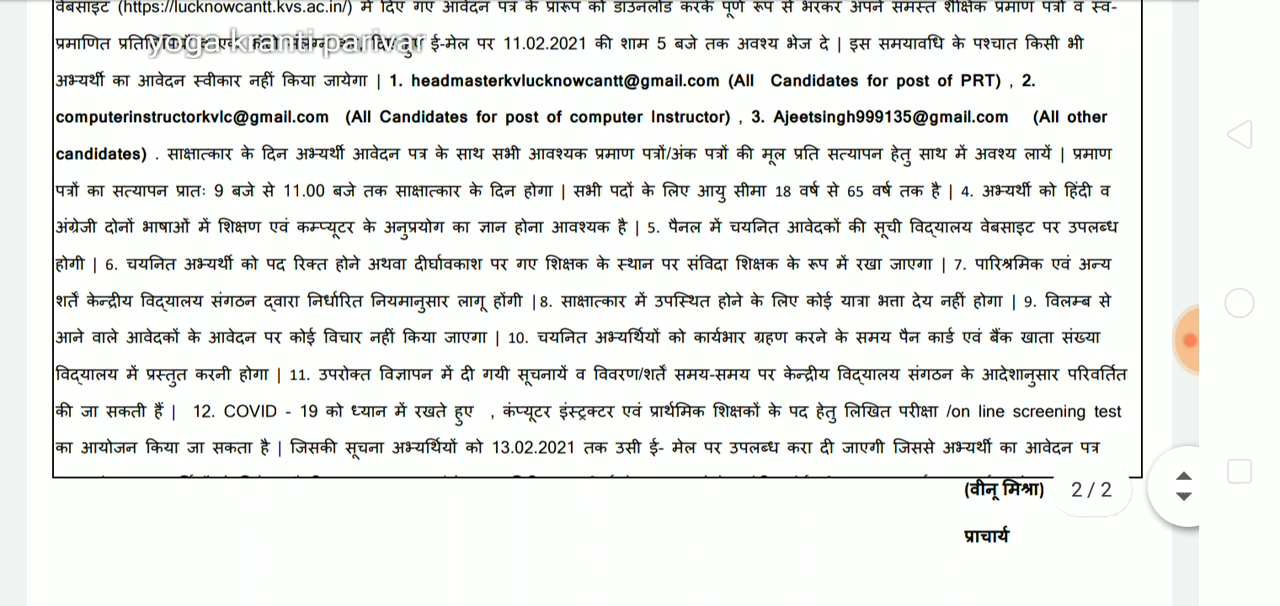 वेबसाइट (https://lucknowcantt.kvs.ac.in/) में दिए गए आवेदन पत्र के प्रारूप को डाउनलोड करके पूर्ण रूप से भरकर अपने समस्त शैक्षिक प्रमाण पत्रों व स्व-
yoga kranti parivar
प्रमाणित ई-मेल पर 11.02.2021 की शाम 5 बजे तक अवश्य भेज दे | इस समयावधि के पश्चात किसी भी
अभ्यर्थी का आवेदन स्वीकार नहीं किया जायेगा | 1. headmasterkvlucknowcantt@gmail.com (All Candidates for post of PRT) , 2.
computerinstructorkvlc@gmail.com (All Candidates for post of computer Instructor) , 3. Ajeetsingh999135@gmail.com (All other
candidates) . साक्षात्कार के दिन अभ्यर्थी आवेदन पत्र के साथ सभी आवश्यक प्रमाण पत्रों/अंक पत्रों की मूल प्रति सत्यापन हेतु साथ में अवश्य लायें | प्रमाण
पत्रों का सत्यापन प्रातः 9 बजे से 11.00 बजे तक साक्षात्कार के दिन होगा | सभी पदों के लिए आयु सीमा 18 वर्ष से 65 वर्ष तक है | 4. अभ्यर्थी को हिंदी व
अंग्रेजी दोनों भाषाओं में शिक्षण एवं कम्प्यूटर के अनुप्रयोग का ज्ञान होना आवश्यक है | 5. पैनल में चयनित आवेदकों की सूची विद्यालय वेबसाइट पर उपलब्ध
होगी | 6. चयनित अभ्यर्थी को पद रिक्त होने अथवा दीर्घावकाश पर गए शिक्षक के स्थान पर संविदा शिक्षक के रूप में रखा जाएगा | 7. पारिश्रमिक एवं अन्य
शर्तें केन्द्रीय विद्यालय संगठन द्वारा निर्धारित नियमानुसार लागू होंगी |8. साक्षात्कार में उपस्थित होने के लिए कोई यात्रा भत्ता देय नहीं होगा | 9. विलम्ब से
आने वाले आवेदकों के आवेदन पर कोई विचार नहीं किया जाएगा | 10. चयनित अभ्यर्थियों को कार्यभार ग्रहण करने के समय पैन कार्ड एवं बैंक खाता संख्या
विद्यालय में प्रस्तुत करनी होगा | 11. उपरोक्त विज्ञापन में दी गयी सूचनायें व विवरण/शर्तें समय-समय पर केन्द्रीय विद्यालय संगठन के आदेशानुसार परिवर्तित
की जा सकती हैं | 12. COVID - 19 को ध्यान में रखते हुए , कंप्यूटर इंस्ट्रक्टर एवं प्रार्थमिक शिक्षकों के पद हेतु लिखित परीक्षा /on line screening test
का आयोजन किया जा सकता है | जिसकी सूचना अभ्यर्थियों को 13.02.2021 तक उसी ई- मेल पर उपलब्ध करा दी जाएगी जिससे अभ्यर्थी का आवेदन पत्र
(वीनू मिश्रा) 2 / 2
प्राचार्य